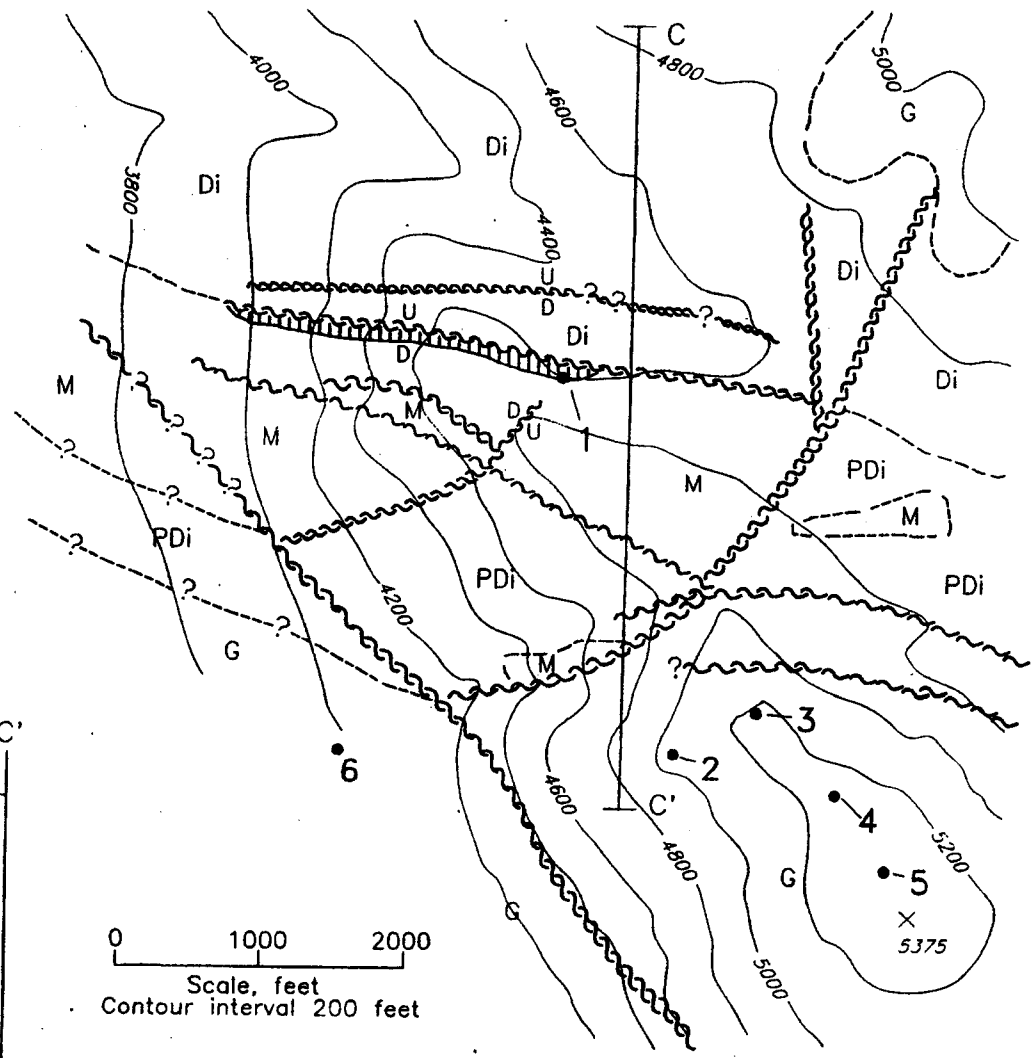 C
4800
5000
4000
4600
G
Di
Di
3800
4400
U
D
Di
? ? ?
U
Di
D
Di
M
? M M D U
1
M
PDi
M
? ? ?
?
PDi
?
PDi
PDi
?
?
4200
?
G
M
?
3
2
C'
6
4600
C'
4
4800
5200
G
5
G
5375
5000
0 1000 2000
Scale, feet
Contour interval 200 feet